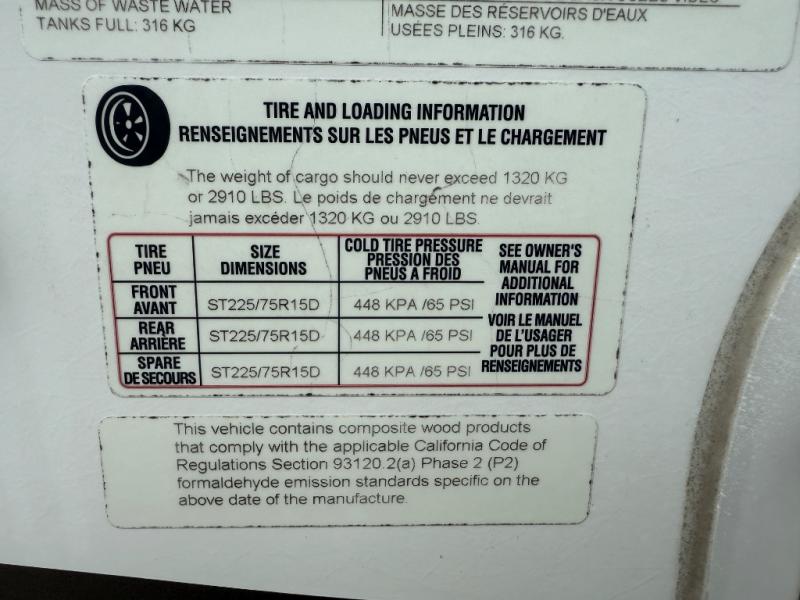 MASS OF WASTE WATER
TANKS FULL: 316 KG
MASSE DES RÉSERVOIRS D'EAUX
USÉES PLEINS: 316 KG.
TIRE AND LOADING INFORMATION
RENSEIGNEMENTS SUR LES PNEUS ET LE CHARGEMENT
The weight of cargo should never exceed 1320 KG
or 2910 LBS. Le poids de chargement ne devrait
jamais excéder 1320 KG ou 2910 LBS.
TIRE
PNEU
SIZE
DIMENSIONS
COLD TIRE PRESSURE
PRESSION DES
PNEUS A FROID
SEE OWNER'S
MANUAL FOR
ADDITIONAL
INFORMATION
VOIR LE MANUEL
DE L'USAGER
POUR PLUS DE
RENSEIGNEMENTS
FRONT
AVANT
ST225/75R15D
448 KPA /65 PSI
REAR
ARRIÈRE
ST225/75R15D
448 KPA /65 PSI
SPARE
DE SECOURS
ST225/75R15D
448 KPA /65 PSI
This vehicle contains composite wood products
that comply with the applicable California Code of
Regulations Section 93120.2(a) Phase 2 (P2)
formaldehyde emission standards specific on the
above date of the manufacture.